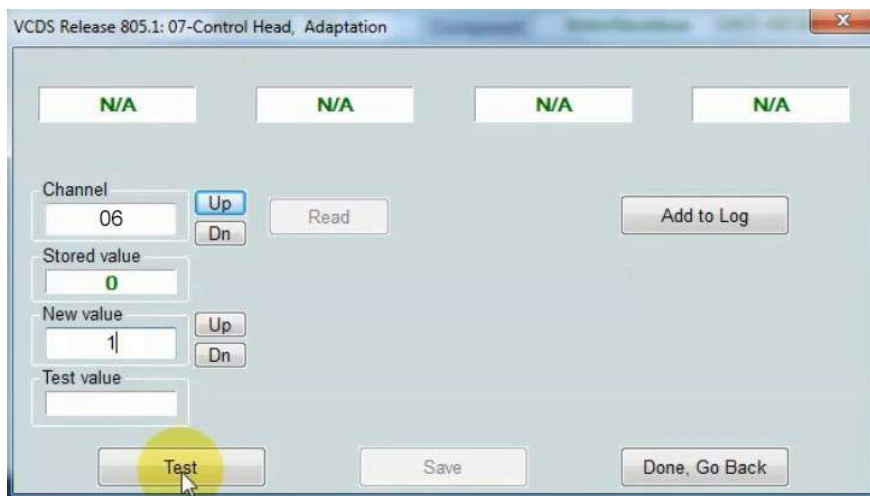 VCDS Release 805.1: 07-Control Head, Adaptation
N/A N/A N/A N/A
Channel
06 Up Read Add to Log
Dn
Stored value
0
New value
1 Up
Dn
Test value
Test Save Done, Go Back